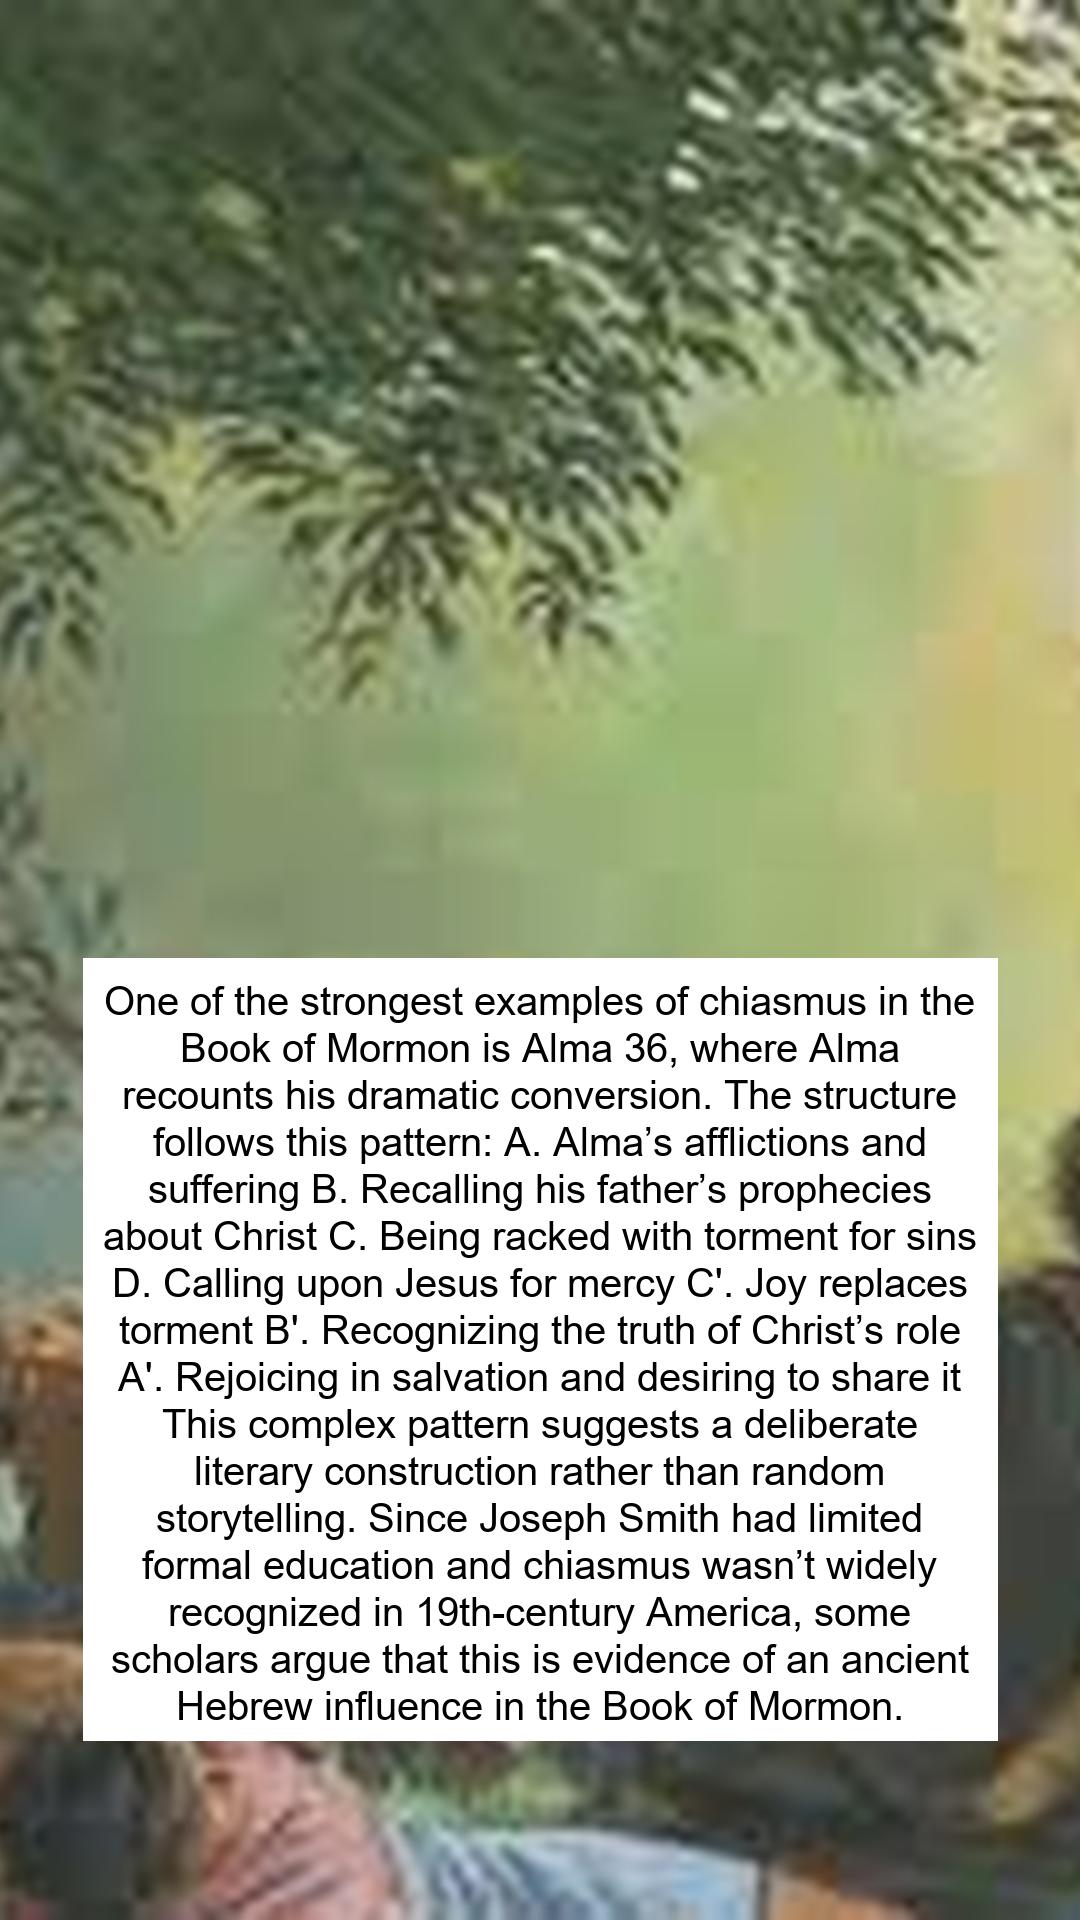 One of the strongest examples of chiasmus in the
Book of Mormon is Alma 36, where Alma
recounts his dramatic conversion. The structure
follows this pattern: A. Alma’s afflictions and
suffering B. Recalling his father’s prophecies
about Christ C. Being racked with torment for sins
D. Calling upon Jesus for mercy C'. Joy replaces
torment B'. Recognizing the truth of Christ’s role
A'. Rejoicing in salvation and desiring to share it
This complex pattern suggests a deliberate
literary construction rather than random
storytelling. Since Joseph Smith had limited
formal education and chiasmus wasn’t widely
recognized in 19th-century America, some
scholars argue that this is evidence of an ancient
Hebrew influence in the Book of Mormon.